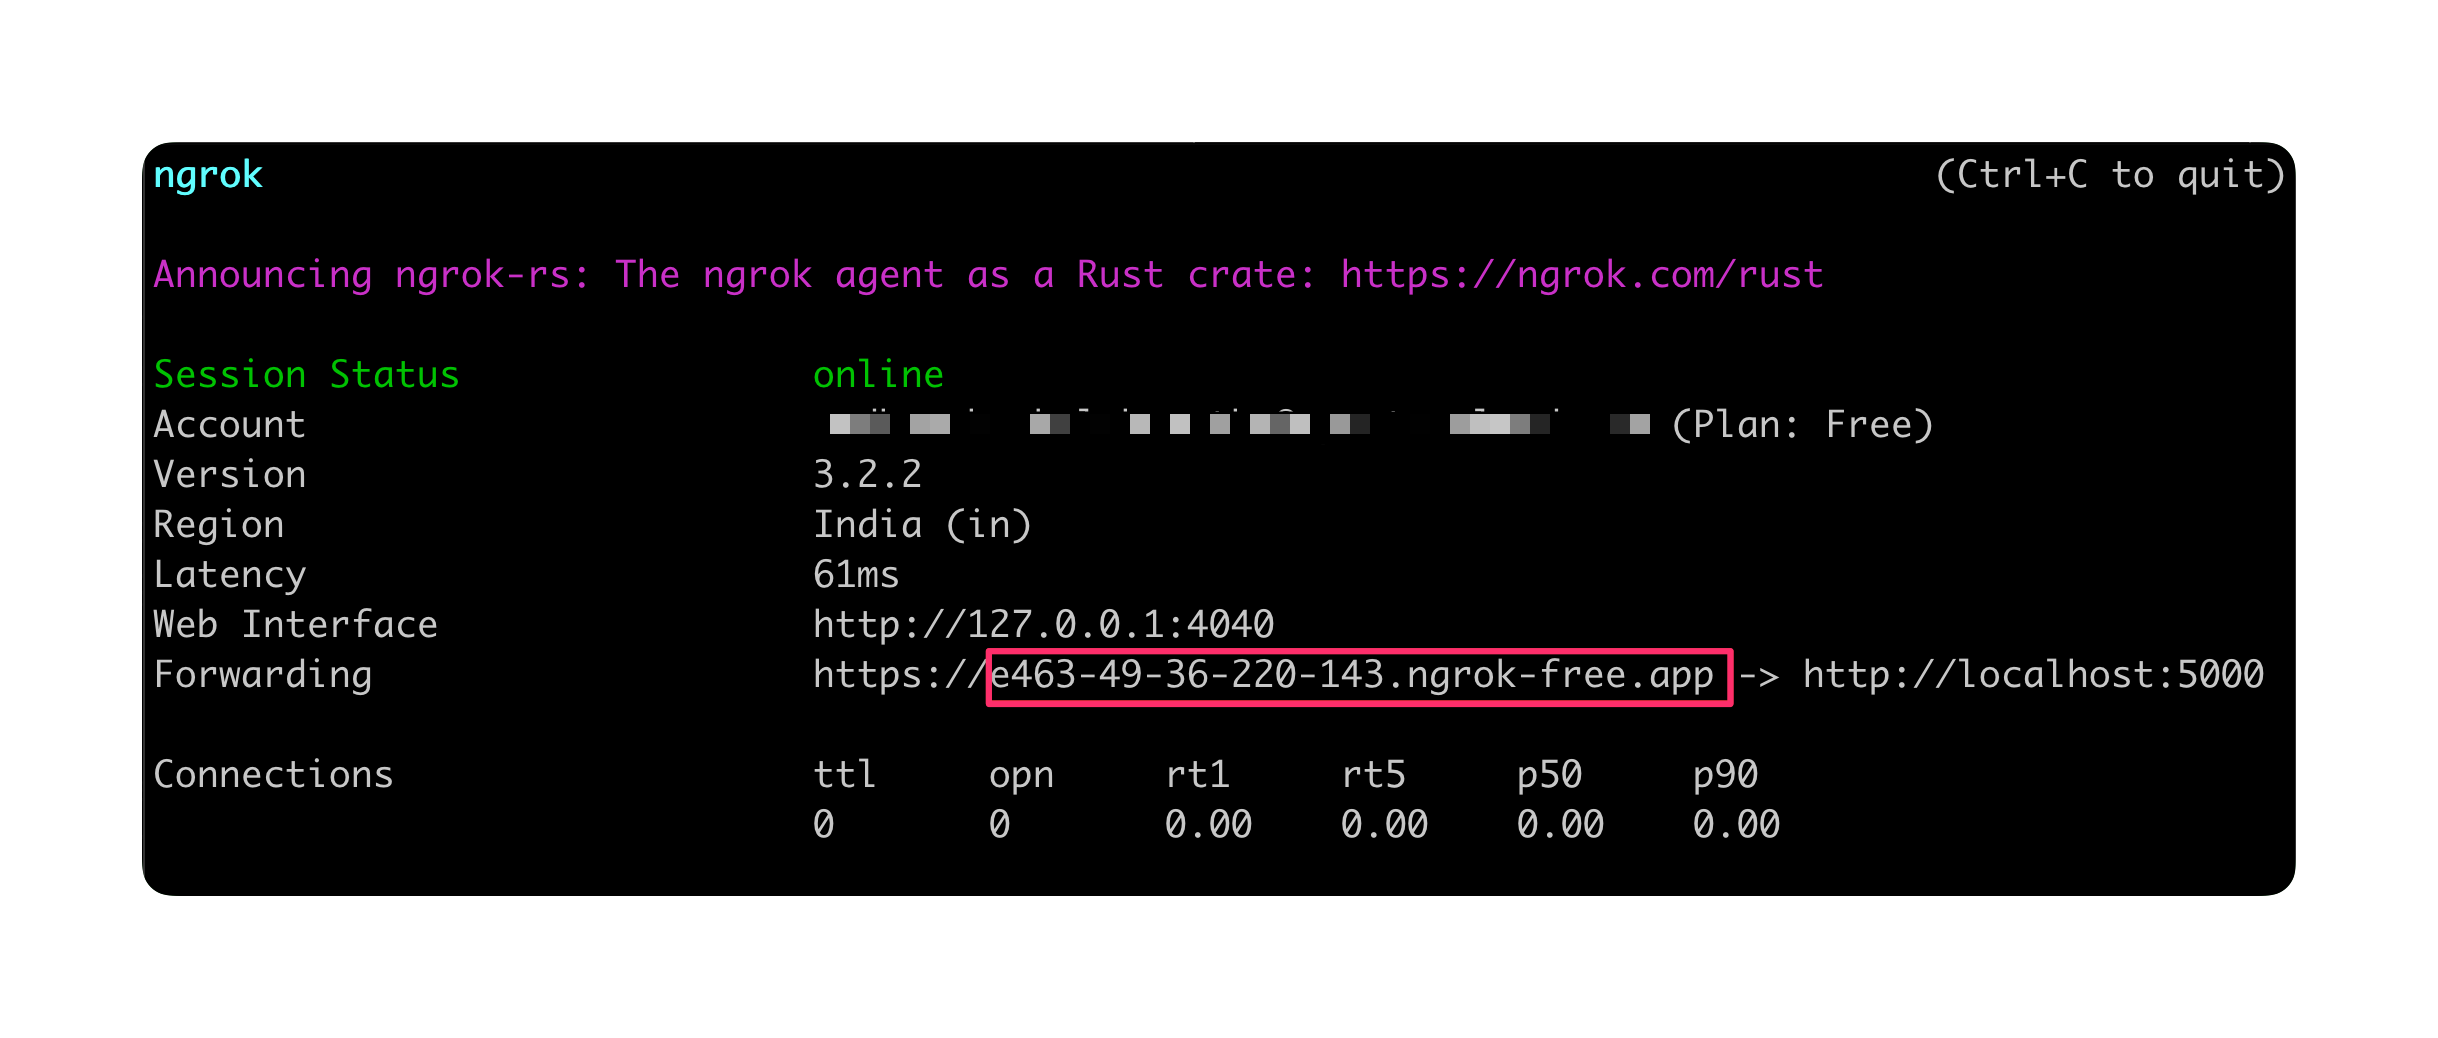 ngrok (Ctrl+C to quit)
Announcing ngrok-rs: The ngrok agent as a Rust crate: https://ngrok.com/rust
Session Status online
Account (Plan: Free)
Version 3.2.2
Region India (in)
Latency 61ms
Web Interface http://127.0.0.1:4040
Forwarding https://e463-49-36-220-143.ngrok-free.app -> http://localhost:5000
Connections ttl opn rt1 rt5 p50 p90
0 0 0.00 0.00 0.00 0.00